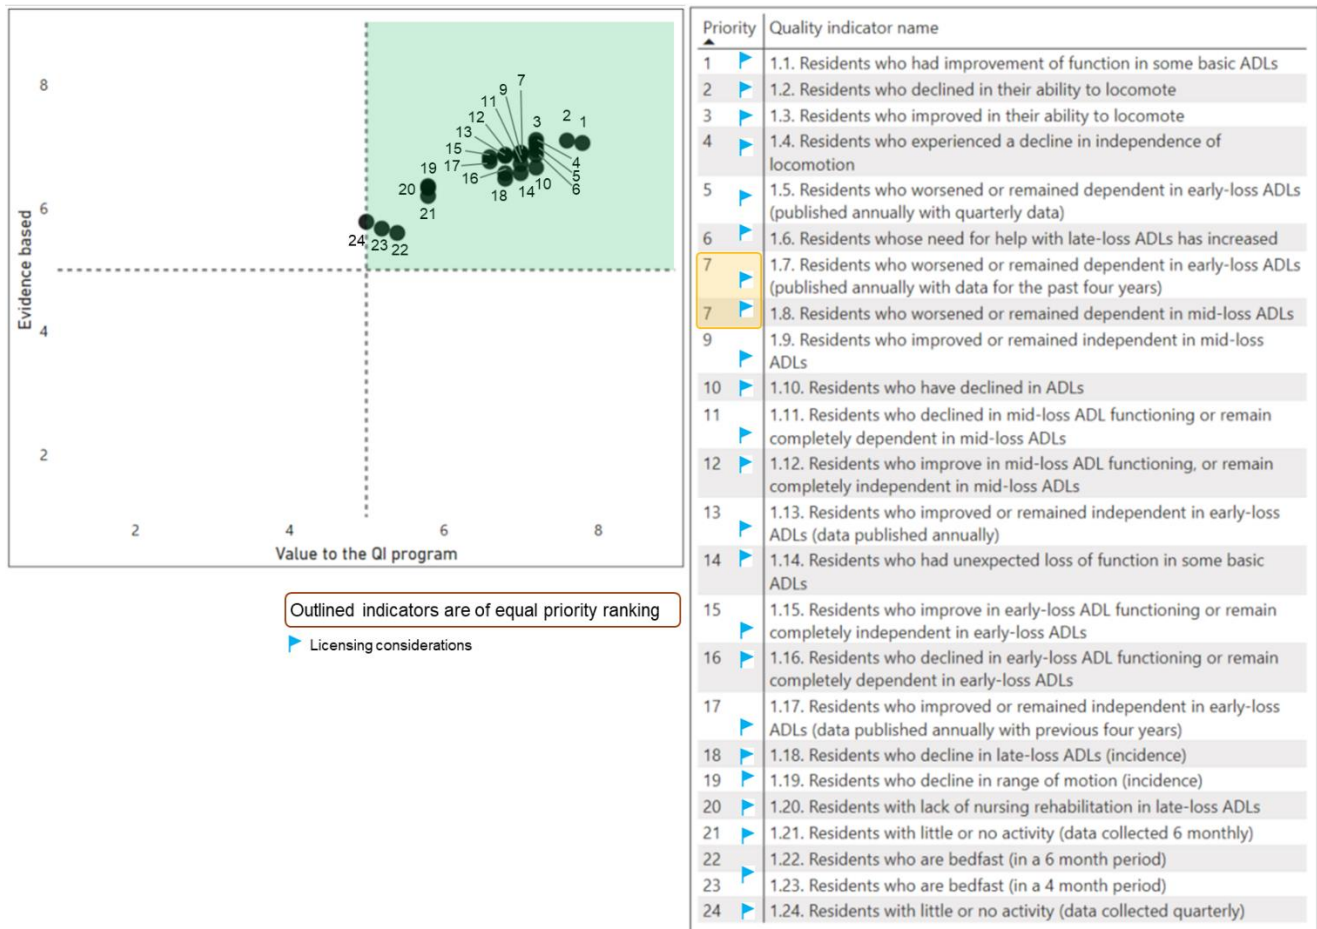 8
6
4
2
2
4
6
8
Evidence based
Value to the QI program
7
9
11
12
13
15
17
16
18
14
10
3
2
1
4
5
6
19
20
21
24
23
22
Outlined indicators are of equal priority ranking
Licensing considerations
Priority Quality indicator name
1 1.1. Residents who had improvement of function in some basic ADLs
2 1.2. Residents who declined in their ability to locomote
3 1.3. Residents who improved in their ability to locomote
4 1.4. Residents who experienced a decline in independence of
locomotion
5 1.5. Residents who worsened or remained dependent in early-loss ADLs
(published annually with quarterly data)
6 1.6. Residents whose need for help with late-loss ADLs has increased
7 1.7. Residents who worsened or remained dependent in early-loss ADLs
(published annually with data for the past four years)
7 1.8. Residents who worsened or remained dependent in mid-loss ADLs
9 1.9. Residents who improved or remained independent in mid-loss
ADLs
10 1.10. Residents who have declined in ADLs
11 1.11. Residents who declined in mid-loss ADL functioning or remain
completely dependent in mid-loss ADLs
12 1.12. Residents who improve in mid-loss ADL functioning, or remain
completely independent in mid-loss ADLs
13 1.13. Residents who improved or remained independent in early-loss
ADLs (data published annually)
14 1.14. Residents who had unexpected loss of function in some basic
ADLs
15 1.15. Residents who improve in early-loss ADL functioning or remain
completely independent in early-loss ADLs
16 1.16. Residents who declined in early-loss ADL functioning or remain
completely dependent in early-loss ADLs
17 1.17. Residents who improved or remained independent in early-loss
ADLs (data published annually with previous four years)
18 1.18. Residents who decline in late-loss ADLs (incidence)
19 1.19. Residents who decline in range of motion (incidence)
20 1.20. Residents with lack of nursing rehabilitation in late-loss ADLs
21 1.21. Residents with little or no activity (data collected 6 monthly)
22 1.22. Residents who are bedfast (in a 6 month period)
23 1.23. Residents who are bedfast (in a 4 month period)
24 1.24. Residents with little or no activity (data collected quarterly)